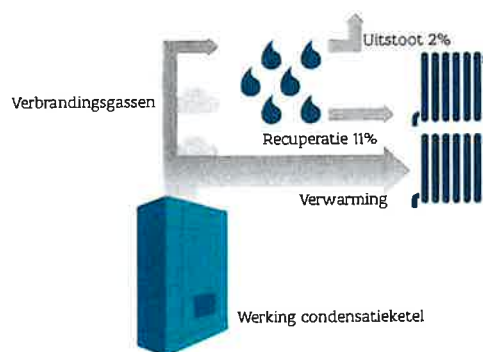 Uitstoot 2%
Verbrandingsgassen
Recuperatie 11%
Verwarming
Werking condensatieketel